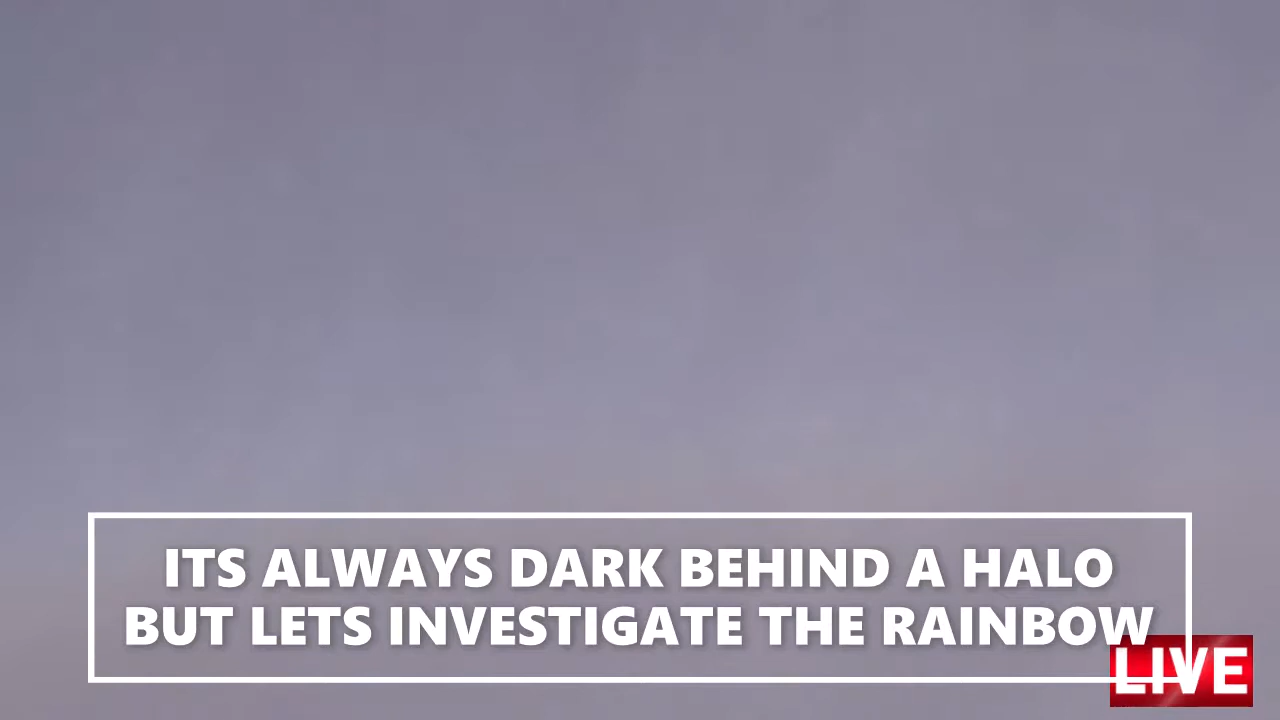 ITS ALWAYS DARK BEHIND A HALO
BUT LETS INVESTIGATE THE RAINBOW
LIVE